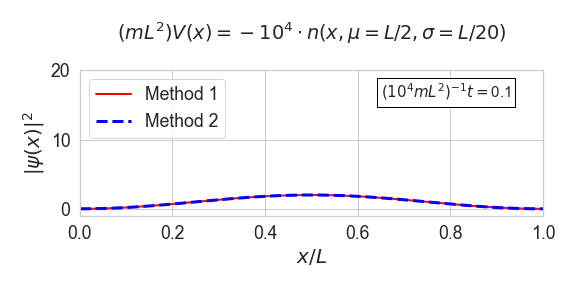 (mL²)V(x) = −10⁴ · n(x, μ = L/2, σ = L/20)
20
10
0
|ψ(x)|²
Method 1
Method 2
(10⁴mL²)⁻¹t = 0.1
0.0 0.2 0.4 0.6 0.8 1.0
x/L